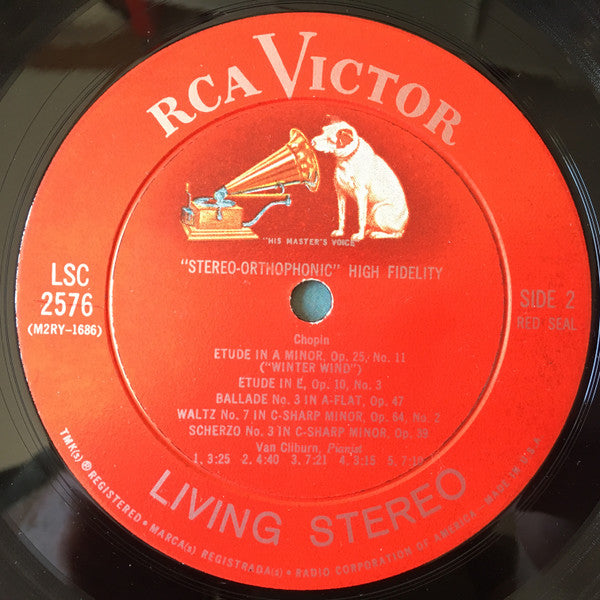 RCA VICTOR
"HIS MASTER'S VOICE"
"STEREO-ORTHOPHONIC" HIGH FIDELITY
LSC
2576
(M2RY-1686)
SIDE 2
RED SEAL
Chopin
ETUDE IN A MINOR, Op. 25, No. 11
("WINTER WIND")
ETUDE IN E, Op. 10, No. 3
BALLADE No. 3 IN A-FLAT, Op. 47
WALTZ No. 7 IN C-SHARP MINOR, Op. 64, No. 2
SCHERZO No. 3 IN C-SHARP MINOR, Op. 39
Van Cliburn, Pianist
1. 3:25 2. 4:40 3. 7:21 4. 3:15 5.
LIVING STEREO
TMK(s) ® REGISTERED • MARCA(s) REGISTRADA(s) • RADIO CORPORATION OF AMERICA - MADE IN U.S.A.